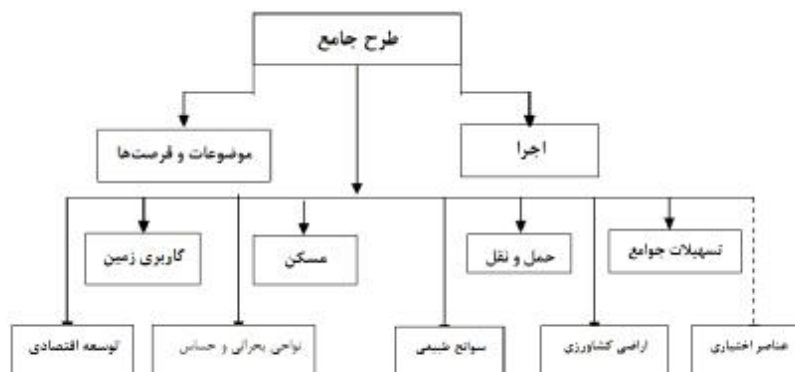 طرح جامع
اجرا
موضوعات و فرصت‌ها
تسهیلات جوامع
حمل و نقل
مسکن
کاربری زمین
عناصر اختیاری
اراضی کشاورزی
سوانح طبیعی
نواحی بحرانی و حساس
توسعه اقتصادی